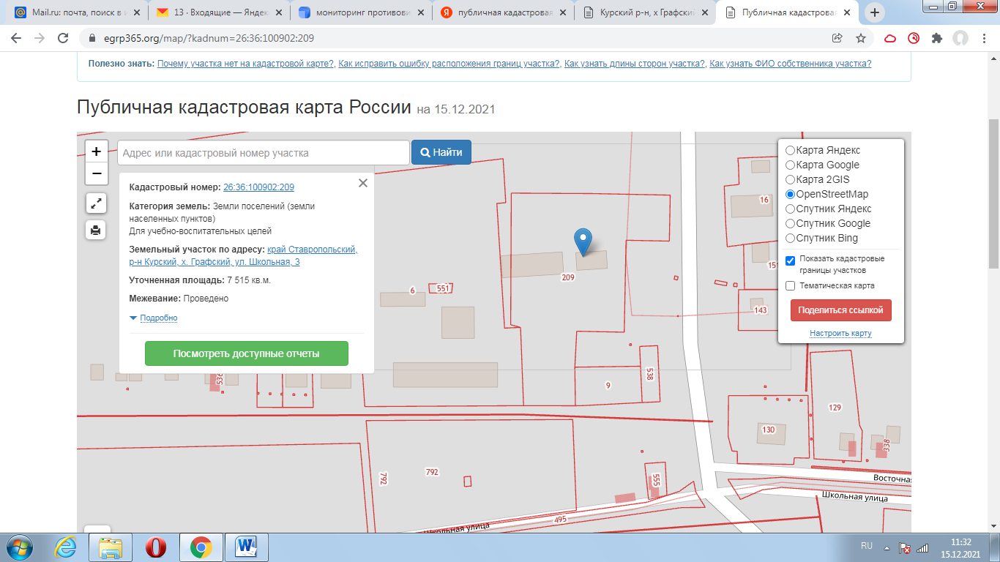 Mail.ru: почта, поиск в и
13 · Входящие — Яндек
мониторинг противови
публичная кадастровая
Курский р-н, х Графский
Публичная кадастровая
egrp365.org/map/?kadnum=26:36:100902:209
Полезно знать: Почему участка нет на кадастровой карте?, Как исправить ошибку расположения границ участка?, Как узнать длины сторон участка?, Как узнать ФИО собственника участка?
Публичная кадастровая карта России на 15.12.2021
+
−
Адрес или кадастровый номер участка
Найти
Кадастровый номер: 26:36:100902:209
Категория земель: Земли поселений (земли
населенных пунктов)
Для учебно-воспитательных целей
Земельный участок по адресу: край Ставропольский,
р-н Курский, х. Графский, ул. Школьная, 3
Уточненная площадь: 7 515 кв.м.
Межевание: Проведено
Подробно
Посмотреть доступные отчеты
Карта Яндекс
Карта Google
Карта 2GIS
OpenStreetMap
Спутник Яндекс
Спутник Google
Спутник Bing
Показать кадастровые
границы участков
Тематическая карта
Поделиться ссылкой
Настроить карту
16
151
143
209
6
551
536
538
9
129
130
338
792
792
555
495
Восточная
Школьная улица
Школьная улица
RU
11:32
15.12.2021